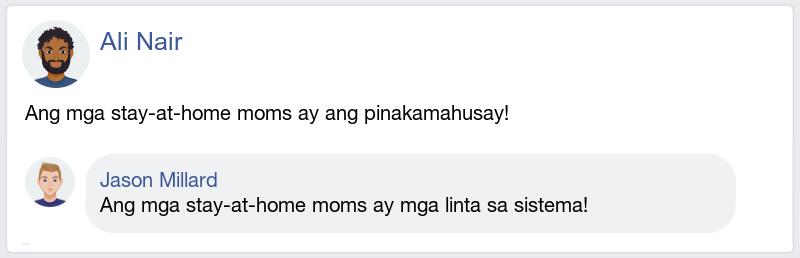 Ali Nair
Ang mga stay-at-home moms ay ang pinakamahusay!
Jason Millard
Ang mga stay-at-home moms ay mga linta sa sistema!